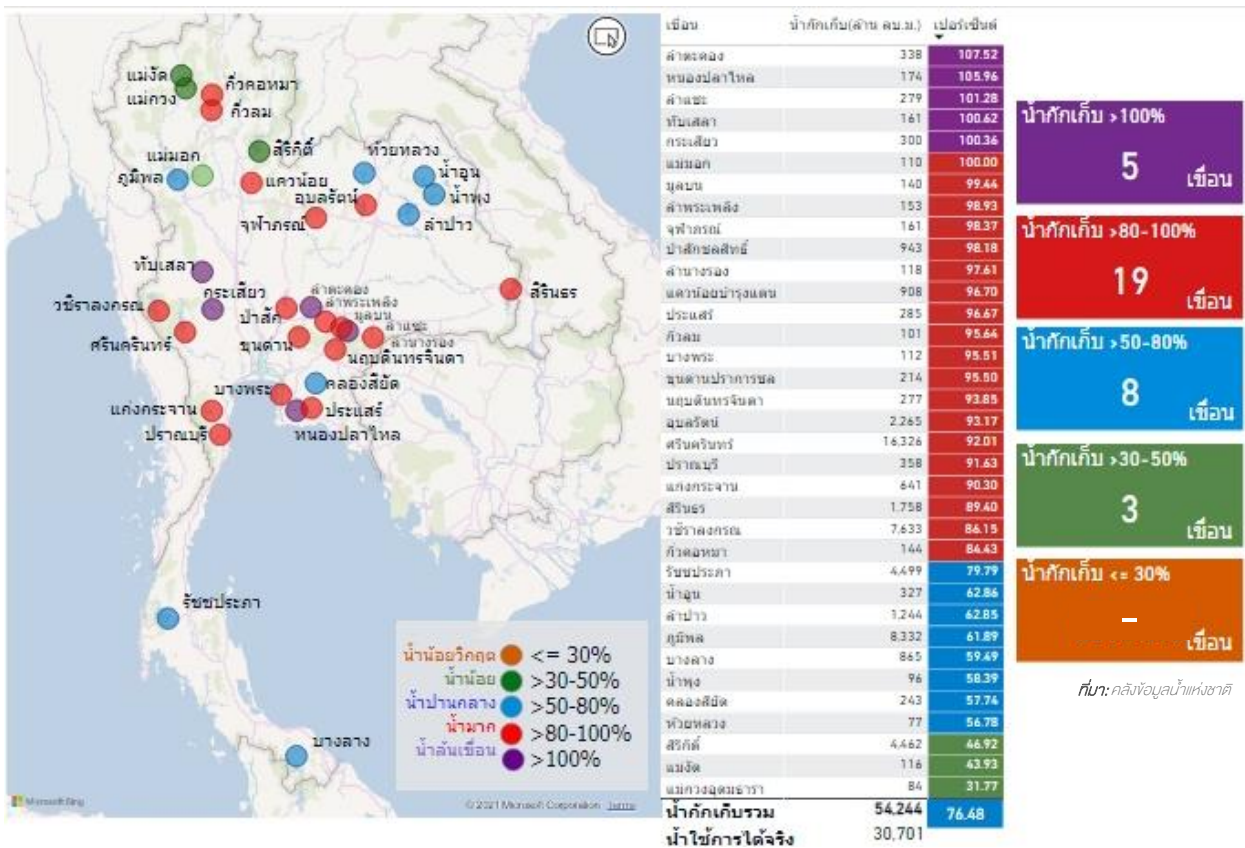 แม่งัด
แม่กวง
กิ่วคอหมา
กิ่วลม
สิริกิติ์
แม่มอก
ภูมิพล
แควน้อย
ห้วยหลวง
น้ำอูน
อุบลรัตน์
น้ำพุง
จุฬาภรณ์
ลำปาว
ทับเสลา
กระเสียว
ลำตะคอง
ลำพระเพลิง
มูลบน
ลำแชะ
ลำนางรอง
สิรินธร
วชิราลงกรณ
ป่าสัก
ศรีนครินทร์
ขุนด่าน
นฤบดินทรจินดา
บางพระ
คลองสียัด
แก่งกระจาน
ประแสร์
ปราณบุรี
หนองปลาไหล
รัชชประภา
บางลาง
น้ำน้อยวิกฤต <= 30%
น้ำน้อย >30-50%
น้ำปานกลาง >50-80%
น้ำมาก >80-100%
น้ำล้นเขื่อน >100%
Microsoft Bing
© 2021 Microsoft Corporation Terms
เขื่อน น้ำกักเก็บ(ล้าน ลบ.ม.) เปอร์เซ็นต์
ลำตะคอง 338 107.52
หนองปลาไหล 174 105.96
ลำแชะ 279 101.28
ทับเสลา 161 100.62
กระเสียว 300 100.36
แม่มอก 110 100.00
มูลบน 140 99.44
ลำพระเพลิง 153 98.93
จุฬาภรณ์ 161 98.37
ป่าสักชลสิทธิ์ 943 98.18
ลำนางรอง 118 97.61
แควน้อยบำรุงแดน 908 96.70
ประแสร์ 285 96.67
กิ่วลม 101 95.64
บางพระ 112 95.51
ขุนด่านปราการชล 214 95.50
นฤบดินทรจินดา 277 93.85
อุบลรัตน์ 2,265 93.17
ศรีนครินทร์ 16,326 92.01
ปราณบุรี 358 91.63
แก่งกระจาน 641 90.30
สิรินธร 1,758 89.40
วชิราลงกรณ 7,633 86.15
กิ่วคอหมา 144 84.43
รัชชประภา 4,499 79.79
น้ำอูน 327 62.86
ลำปาว 1,244 62.85
ภูมิพล 8,332 61.89
บางลาง 865 59.49
น้ำพุง 96 58.39
คลองสียัด 243 57.74
ห้วยหลวง 77 56.78
สิริกิติ์ 4,462 46.92
แม่งัด 116 43.93
แม่กวงอุดมธารา 84 31.77
น้ำกักเก็บรวม 54,244 76.48
น้ำใช้การได้จริง 30,701
น้ำกักเก็บ >100%
5 เขื่อน
น้ำกักเก็บ >80-100%
19 เขื่อน
น้ำกักเก็บ >50-80%
8 เขื่อน
น้ำกักเก็บ >30-50%
3 เขื่อน
น้ำกักเก็บ <= 30%
- เขื่อน
ที่มา: คลังข้อมูลน้ำแห่งชาติ